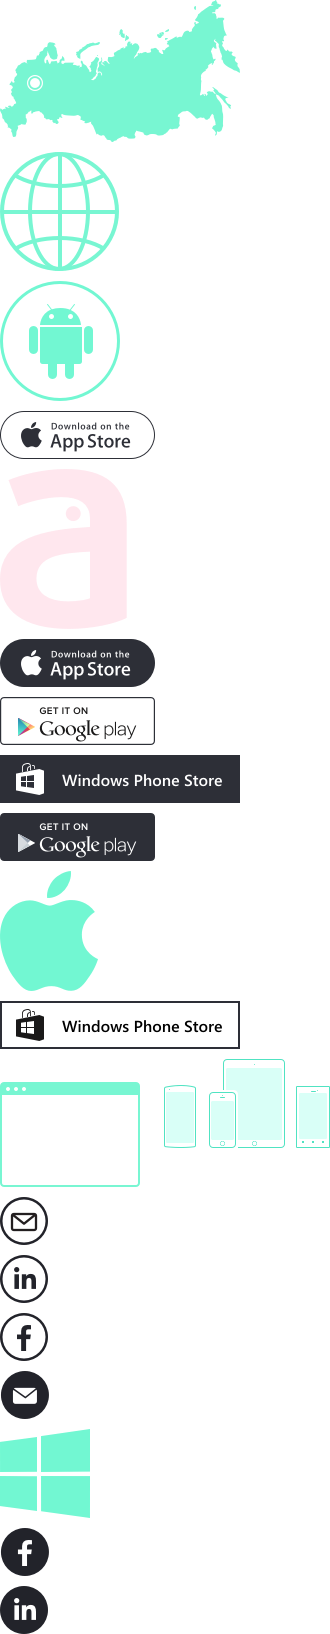 Download on the
App Store
a
Download on the
App Store
GET IT ON
Google play
Windows Phone Store
GET IT ON
Google play
Windows Phone Store
in
f
f
in